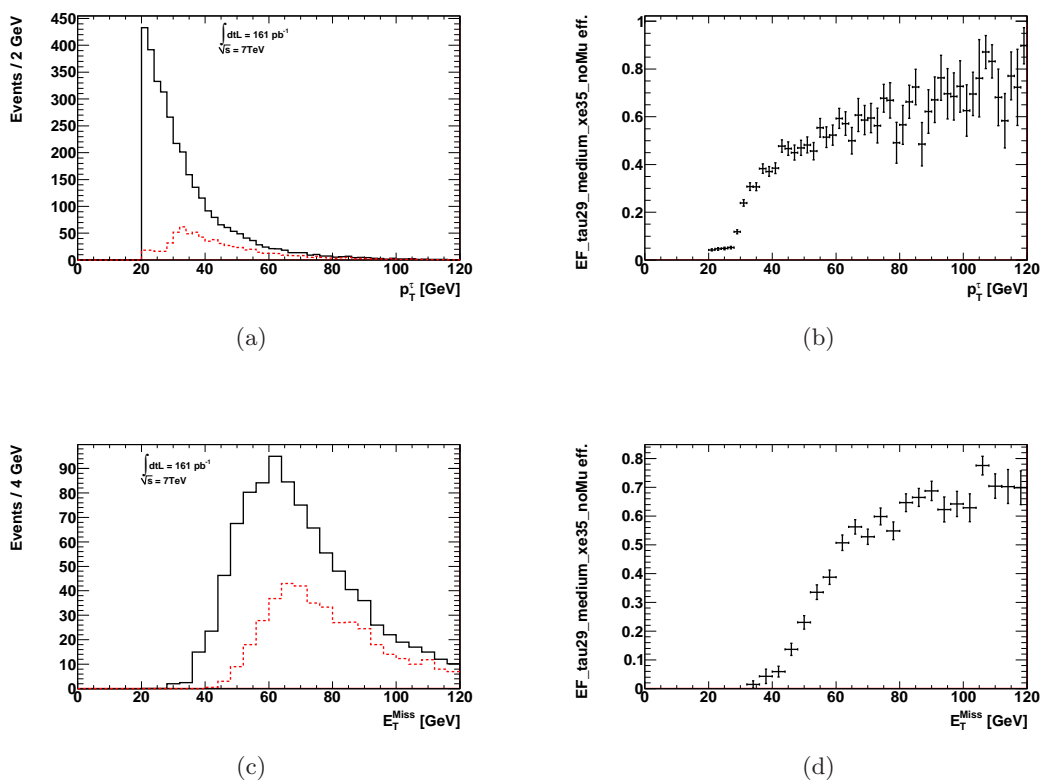 Events / 2 GeV
450
400
350
300
250
200
150
100
50
0
∫dtL = 161 pb⁻¹
√s = 7TeV
0 20 40 60 80 100 120
p_T^τ [GeV]
(a)
EF_tau29_medium_xe35_noMu eff.
1
0.8
0.6
0.4
0.2
0
0 20 40 60 80 100 120
p_T^τ [GeV]
(b)
Events / 4 GeV
90
80
70
60
50
40
30
20
10
0
∫dtL = 161 pb⁻¹
√s = 7TeV
0 20 40 60 80 100 120
E_T^Miss [GeV]
(c)
EF_tau29_medium_xe35_noMu eff.
0.8
0.7
0.6
0.5
0.4
0.3
0.2
0.1
0
0 20 40 60 80 100 120
E_T^Miss [GeV]
(d)